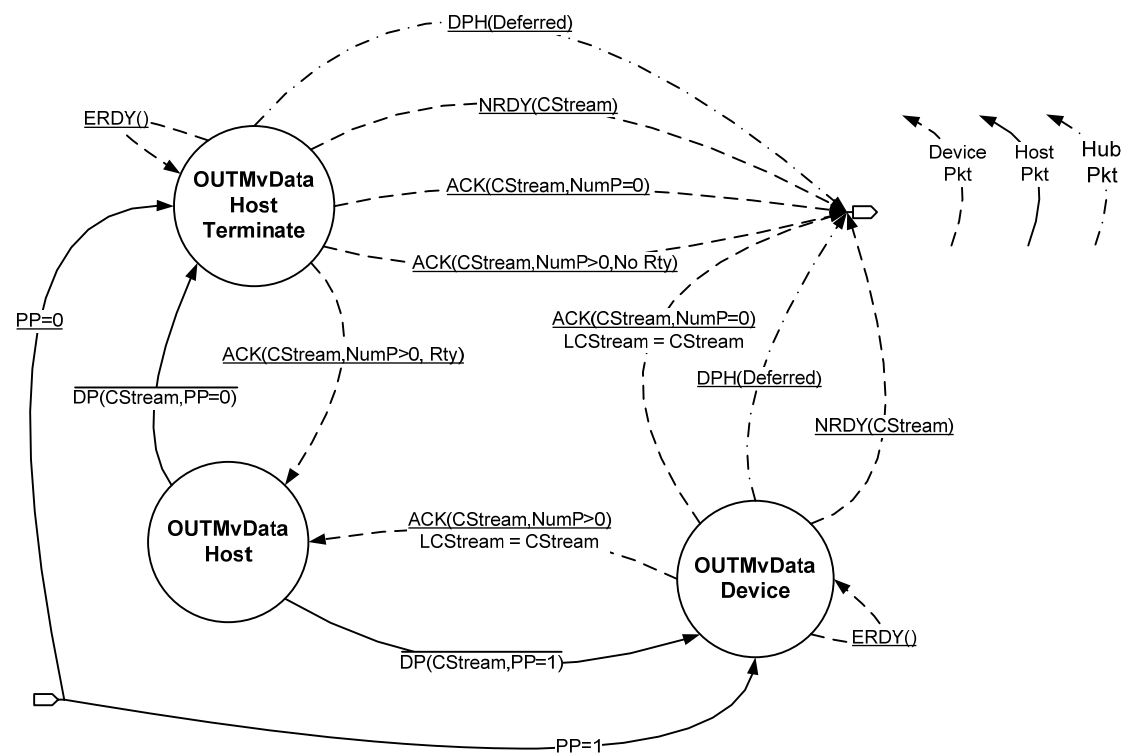 DPH(Deferred)
NRDY(CStream)
ERDY()
OUTMvData
Host
Terminate
ACK(CStream,NumP=0)
ACK(CStream,NumP>0,No Rty)
Device
Pkt
Host
Pkt
Hub
Pkt
PP=0
ACK(CStream,NumP>0, Rty)
DP(CStream,PP=0)
ACK(CStream,NumP=0)
LCStream = CStream
DPH(Deferred)
NRDY(CStream)
OUTMvData
Host
ACK(CStream,NumP>0)
LCStream = CStream
OUTMvData
Device
ERDY()
DP(CStream,PP=1)
PP=1